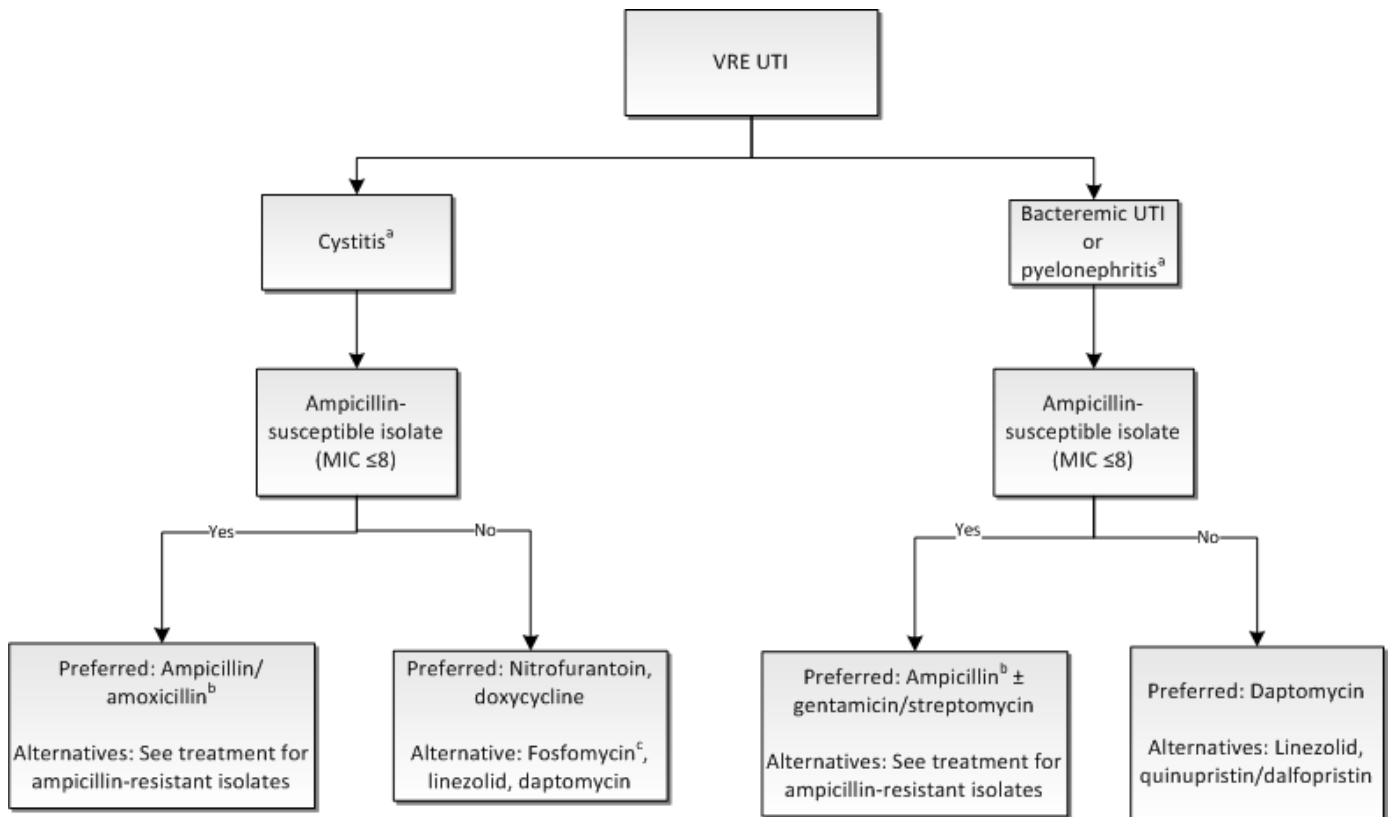 VRE UTI
Cystitisᵃ
Bacteremic UTI
or
pyelonephritisᵃ
Ampicillin-
susceptible isolate
(MIC ≤8)
Ampicillin-
susceptible isolate
(MIC ≤8)
Yes
No
Yes
No
Preferred: Ampicillin/
amoxicillinᵇ
Alternatives: See treatment for
ampicillin-resistant isolates
Preferred: Nitrofurantoin,
doxycycline
Alternative: Fosfomycinᶜ,
linezolid, daptomycin
Preferred: Ampicillinᵇ ±
gentamicin/streptomycin
Alternatives: See treatment for
ampicillin-resistant isolates
Preferred: Daptomycin
Alternatives: Linezolid,
quinupristin/dalfopristin